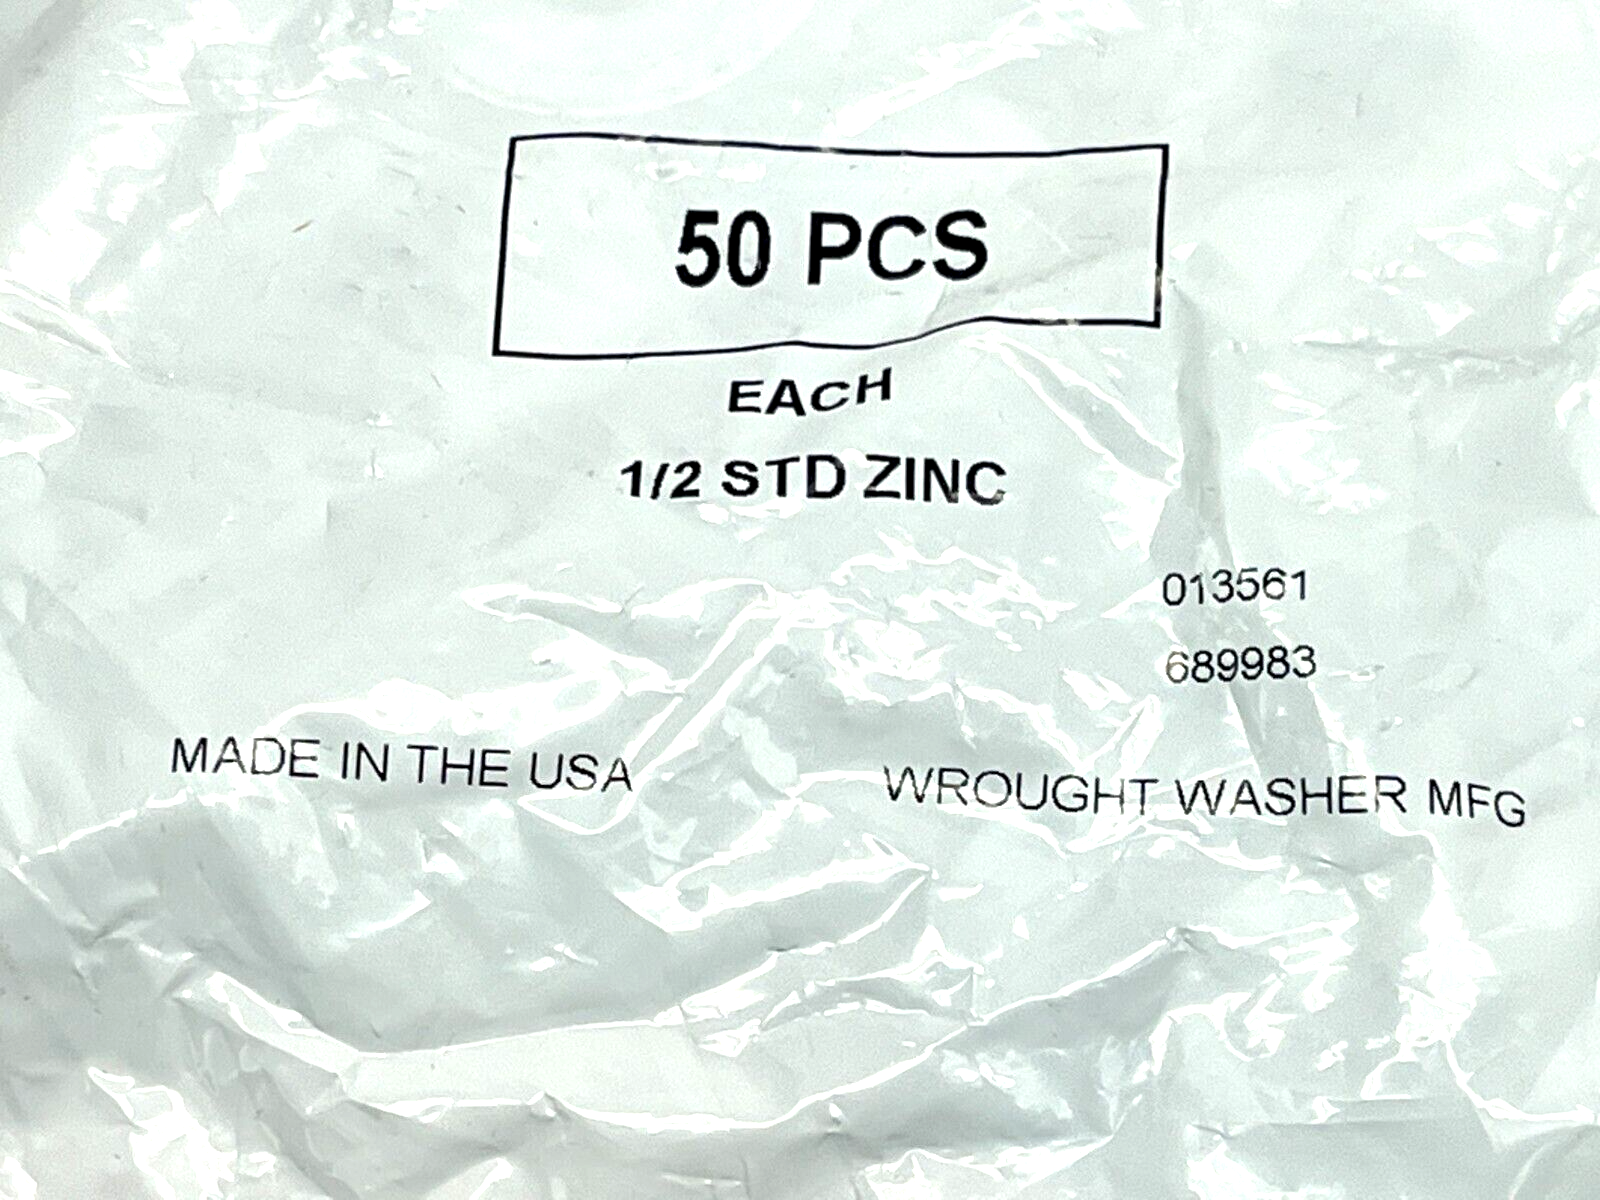 50 PCS
EACH
1/2 STD ZINC
013561
689983
MADE IN THE USA
WROUGHT WASHER MFG